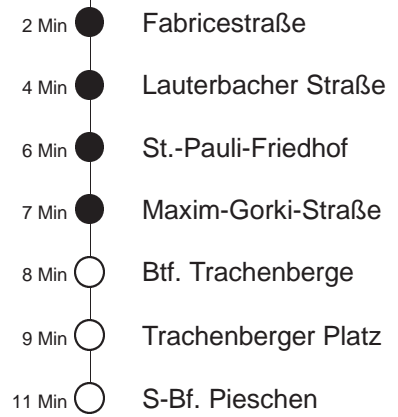 2 Min Fabricestraße
4 Min Lauterbacher Straße
6 Min St.-Pauli-Friedhof
7 Min Maxim-Gorki-Straße
8 Min Btf. Trachenberge
9 Min Trachenberger Platz
11 Min S-Bf. Pieschen